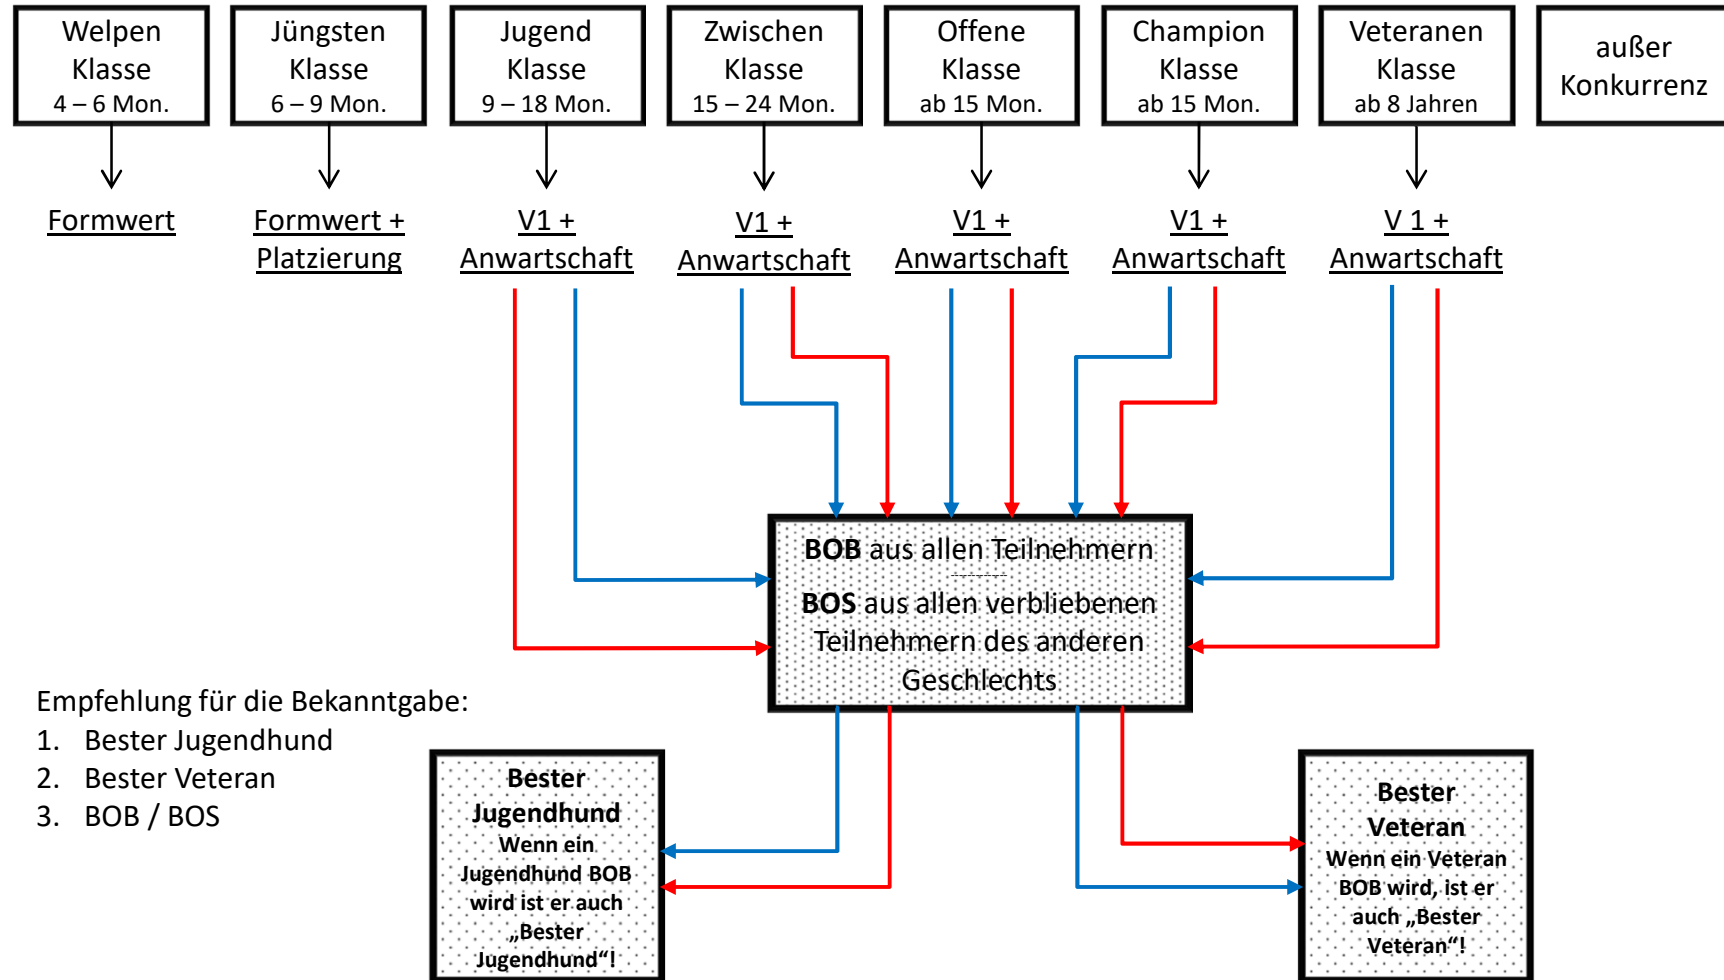 Welpen
Klasse
4 – 6 Mon.
Jüngsten
Klasse
6 – 9 Mon.
Jugend
Klasse
9 – 18 Mon.
Zwischen
Klasse
15 – 24 Mon.
Offene
Klasse
ab 15 Mon.
Champion
Klasse
ab 15 Mon.
Veteranen
Klasse
ab 8 Jahren
außer
Konkurrenz
Formwert
Formwert +
Platzierung
V1 +
Anwartschaft
V1 +
Anwartschaft
V1 +
Anwartschaft
V1 +
Anwartschaft
V 1 +
Anwartschaft
BOB aus allen Teilnehmern
------------
BOS aus allen verbliebenen
Teilnehmern des anderen
Geschlechts
Empfehlung für die Bekanntgabe:
1. Bester Jugendhund
2. Bester Veteran
3. BOB / BOS
Bester
Jugendhund
Wenn ein
Jugendhund BOB
wird ist er auch
„Bester
Jugendhund“!
Bester
Veteran
Wenn ein Veteran
BOB wird, ist er
auch „Bester
Veteran“!